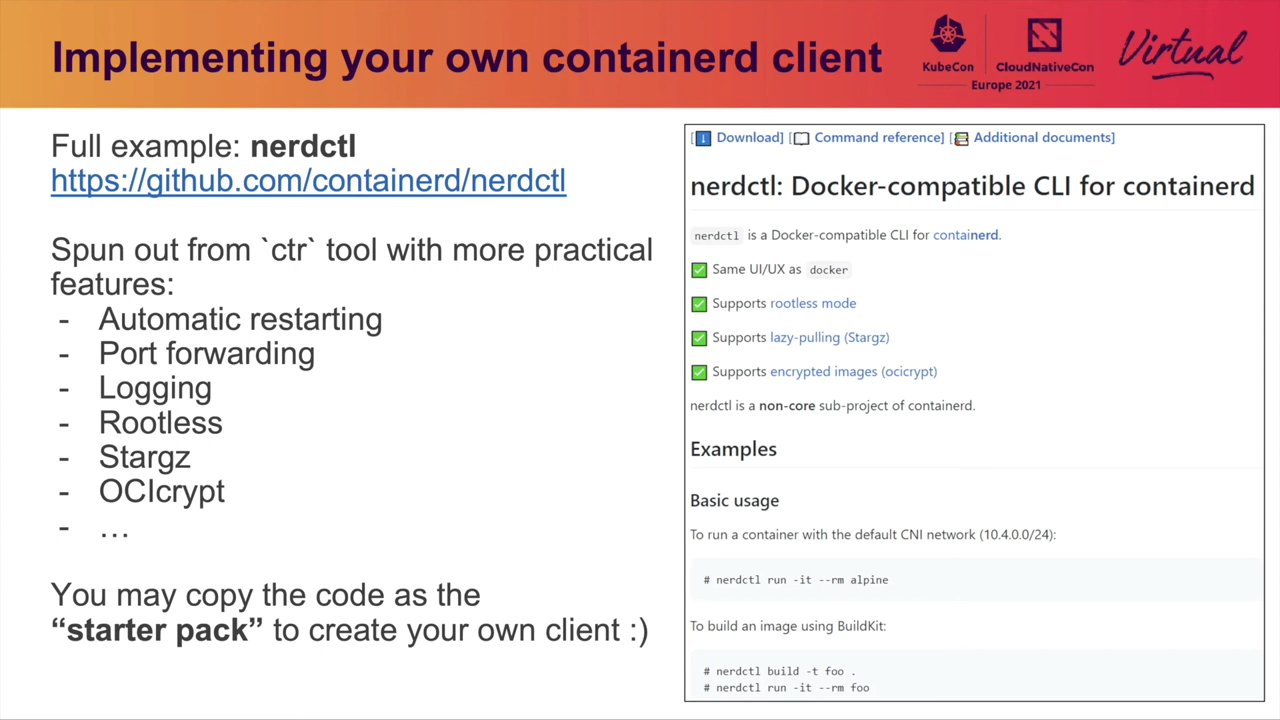 Implementing your own containerd client
KubeCon
CloudNativeCon
Europe 2021
Virtual
Full example: nerdctl
https://github.com/containerd/nerdctl
Spun out from `ctr` tool with more practical
features:
- Automatic restarting
- Port forwarding
- Logging
- Rootless
- Stargz
- OCIcrypt
- …
You may copy the code as the
“starter pack” to create your own client :)
[⬇️ Download] [📖 Command reference] [📚 Additional documents]
nerdctl: Docker-compatible CLI for containerd
nerdctl is a Docker-compatible CLI for containerd.
✅ Same UI/UX as docker
✅ Supports rootless mode
✅ Supports lazy-pulling (Stargz)
✅ Supports encrypted images (ocicrypt)
nerdctl is a non-core sub-project of containerd.
Examples
Basic usage
To run a container with the default CNI network (10.4.0.0/24):
# nerdctl run -it --rm alpine
To build an image using BuildKit:
# nerdctl build -t foo .
# nerdctl run -it --rm foo